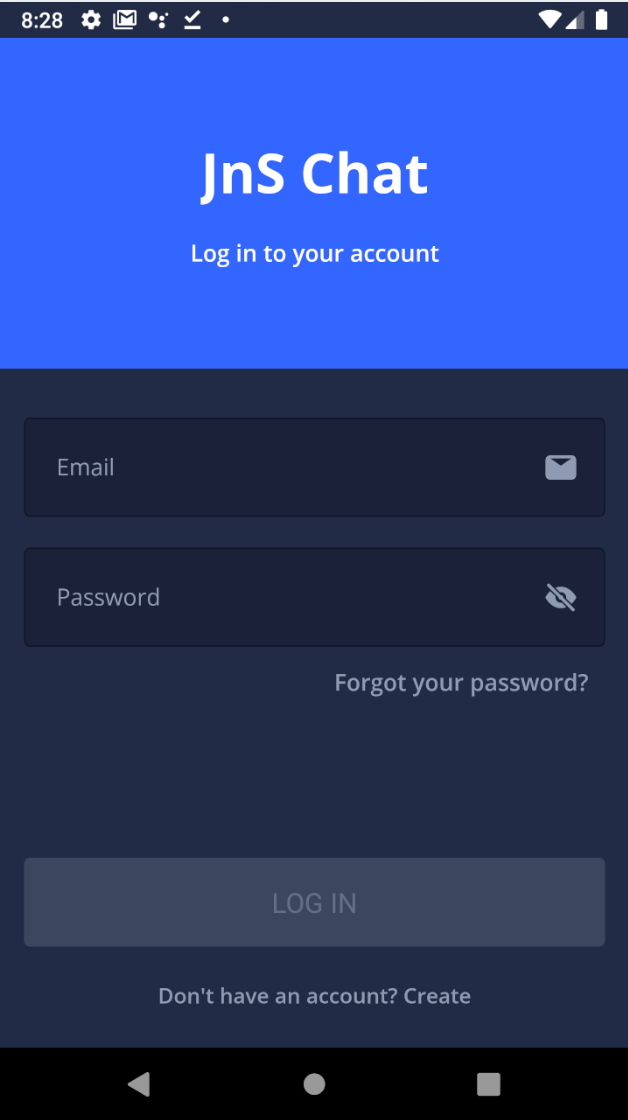 8:28
JnS Chat
Log in to your account
Email
Password
Forgot your password?
LOG IN
Don't have an account? Create